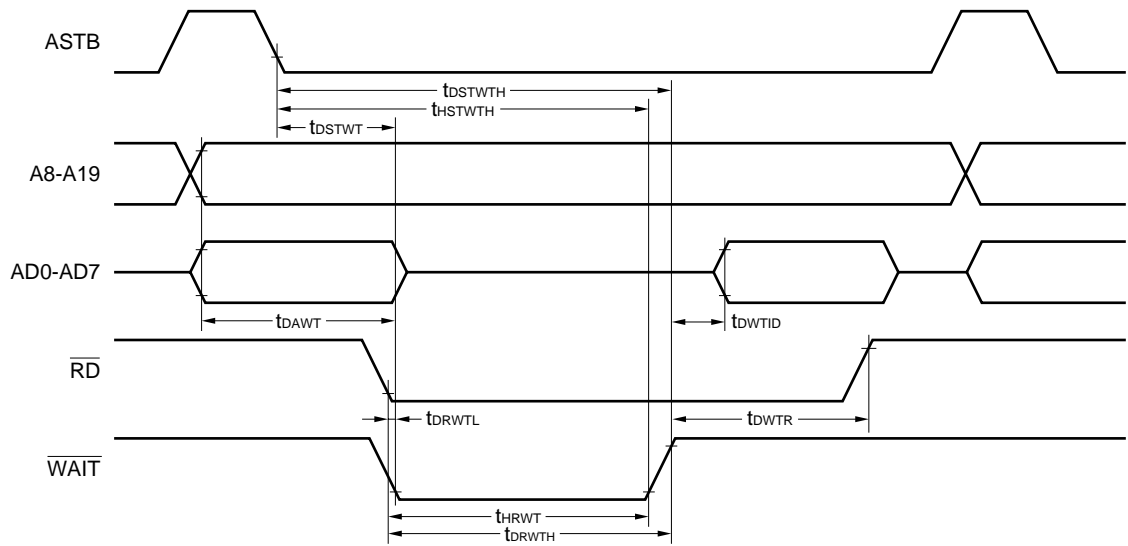 ASTB
tDSTWTH
tHSTWTH
tDSTWT
A8-A19
AD0-AD7
tDAWT
tDWTID
RD
tDRWTL
tDWTR
WAIT
tHRWT
tDRWTH